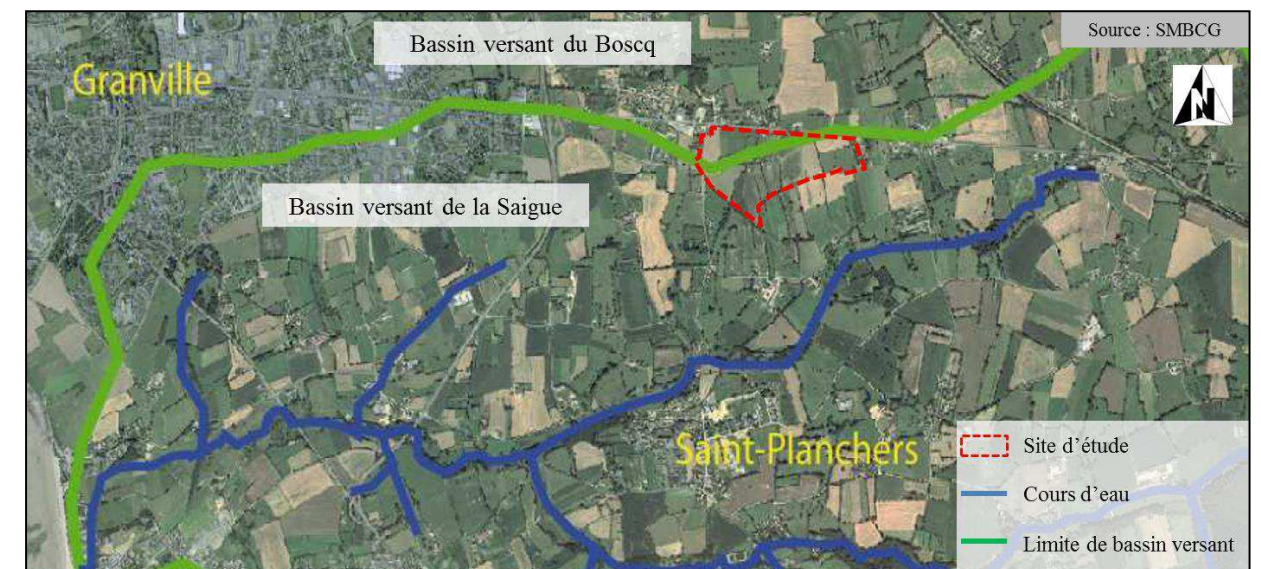 Source : SMBCG
Bassin versant du Boscq
Granville
N
Bassin versant de la Saigue
Saint-Planchers
Site d’étude
Cours d’eau
Limite de bassin versant